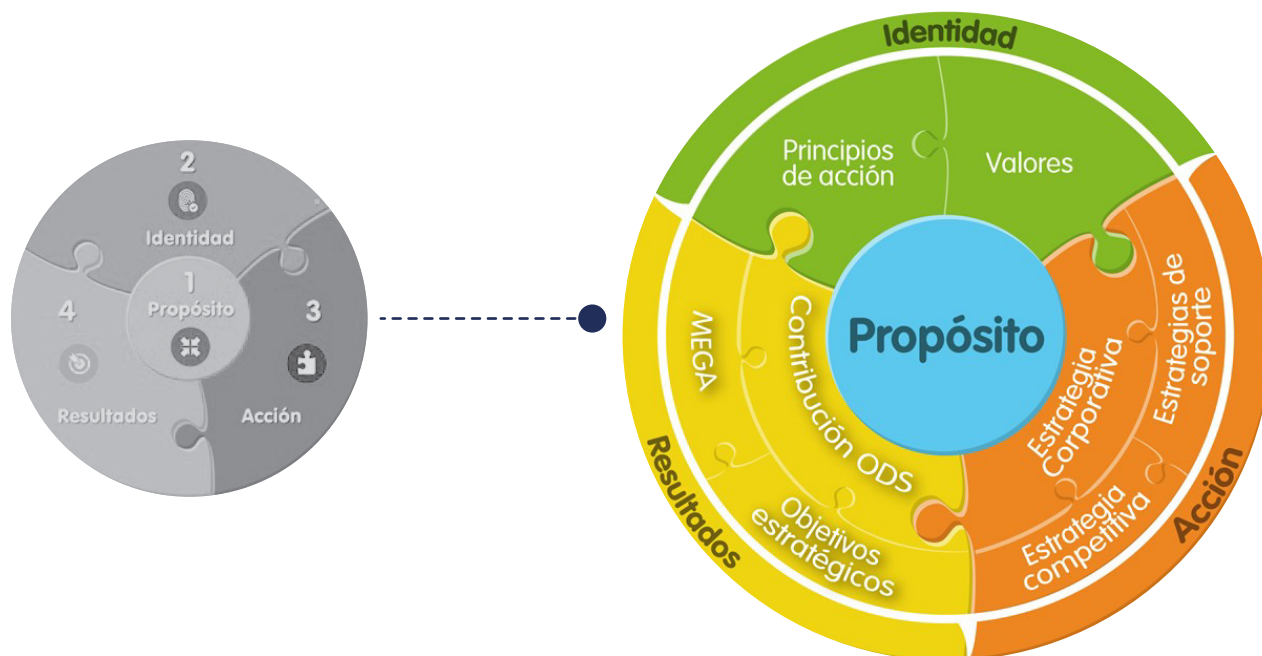 2
Identidad
1
Propósito
4
Resultados
3
Acción
Identidad
Principios
de acción
Valores
Propósito
MEGA
Contribución ODS
Objetivos
estratégicos
Resultados
Estrategia
Corporativa
Estrategias de
soporte
Estrategia
competitiva
Acción